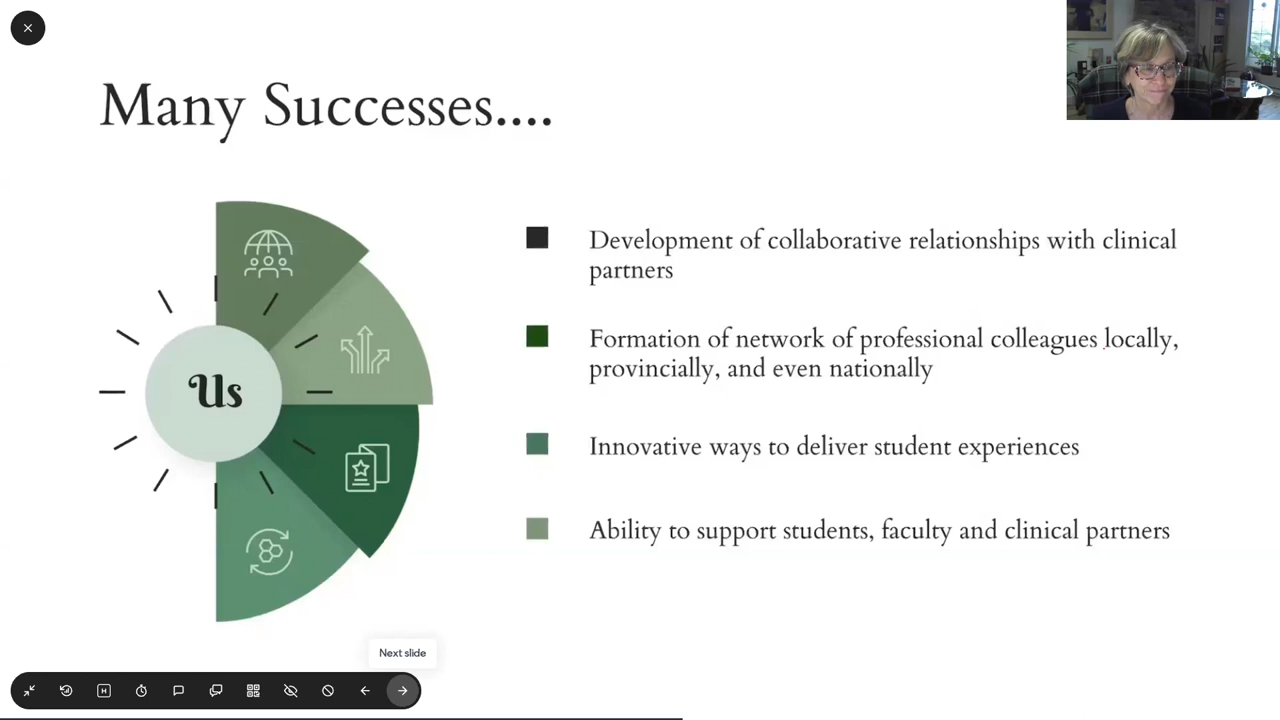 Many Successes....
Us
Development of collaborative relationships with clinical
partners
Formation of network of professional colleagues locally,
provincially, and even nationally
Innovative ways to deliver student experiences
Ability to support students, faculty and clinical partners
Next slide
H